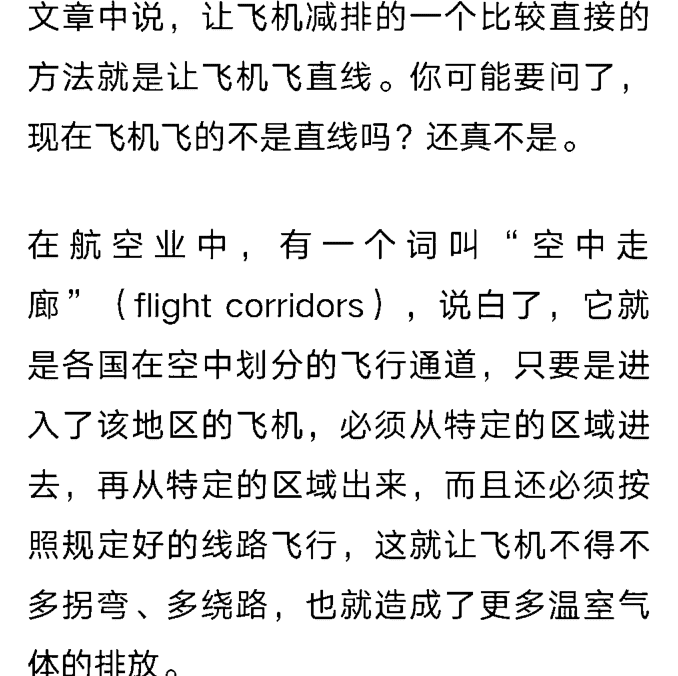 文章中说，让飞机减排的一个比较直接的
方法就是让飞机飞直线。你可能要问了，
现在飞机飞的不是直线吗？还真不是。
在航空业中，有一个词叫“空中走
廊”（flight corridors），说白了，它就
是各国在空中划分的飞行通道，只要是进
入了该地区的飞机，必须从特定的区域进
去，再从特定的区域出来，而且还必须按
照规定好的线路飞行，这就让飞机不得不
多拐弯、多绕路，也就造成了更多温室气
体的排放。